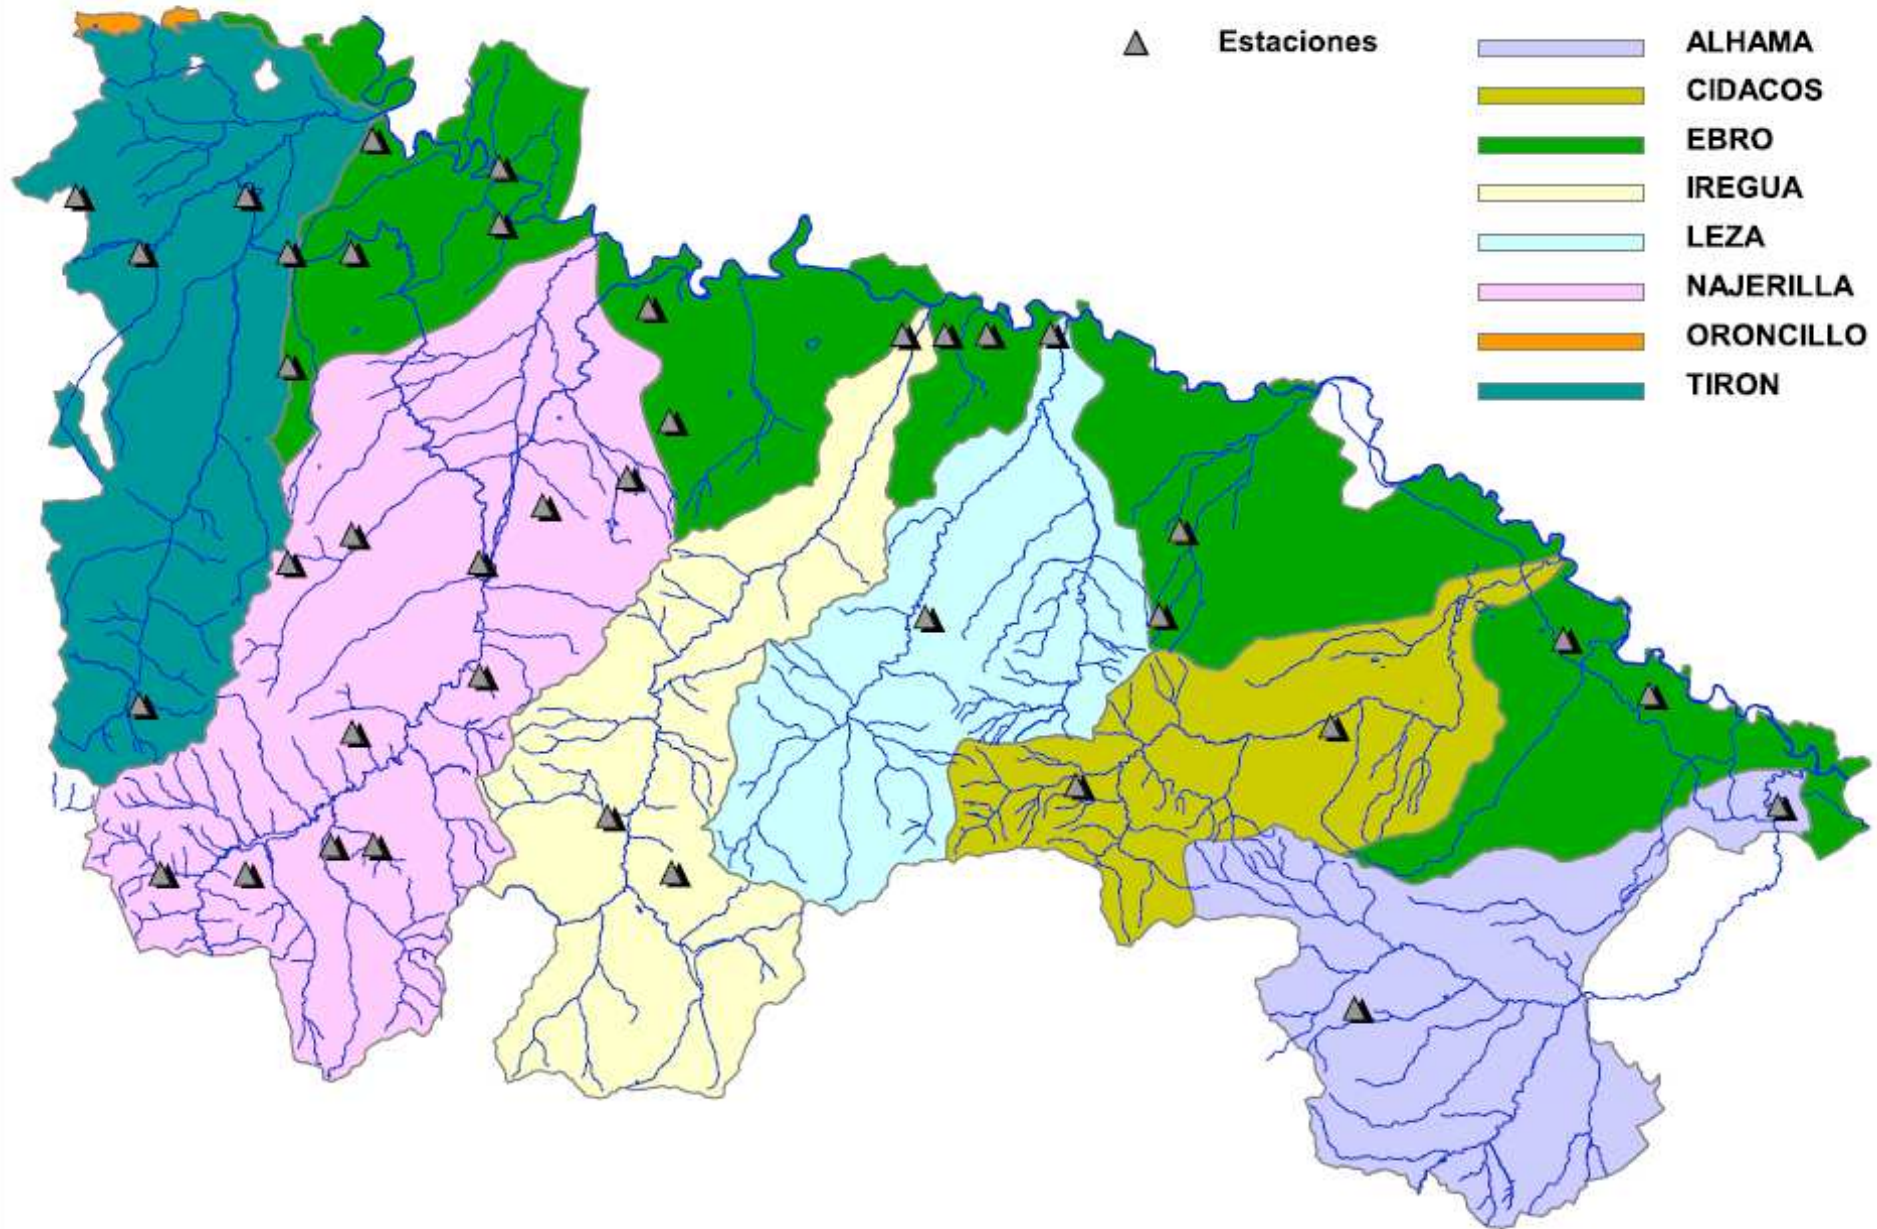 Estaciones
ALHAMA
CIDACOS
EBRO
IREGUA
LEZA
NAJERILLA
ORONCILLO
TIRON